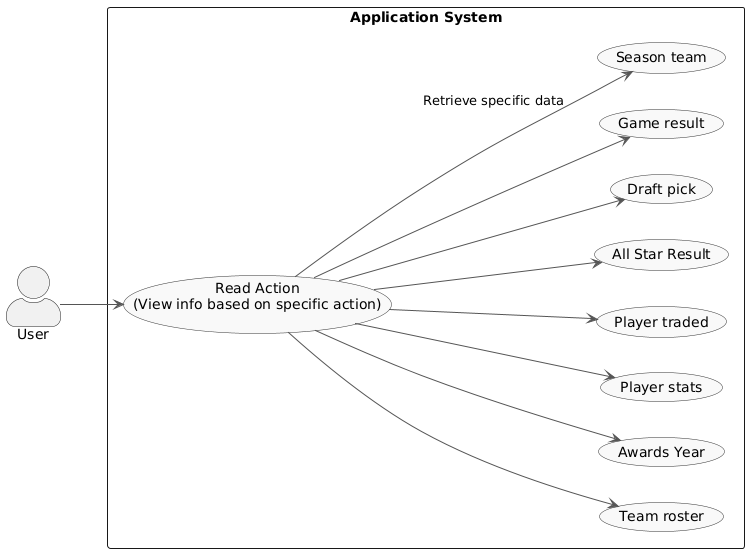 Application System
Season team
Retrieve specific data
Game result
Draft pick
All Star Result
Read Action
(View info based on specific action)
Player traded
User
Player stats
Awards Year
Team roster